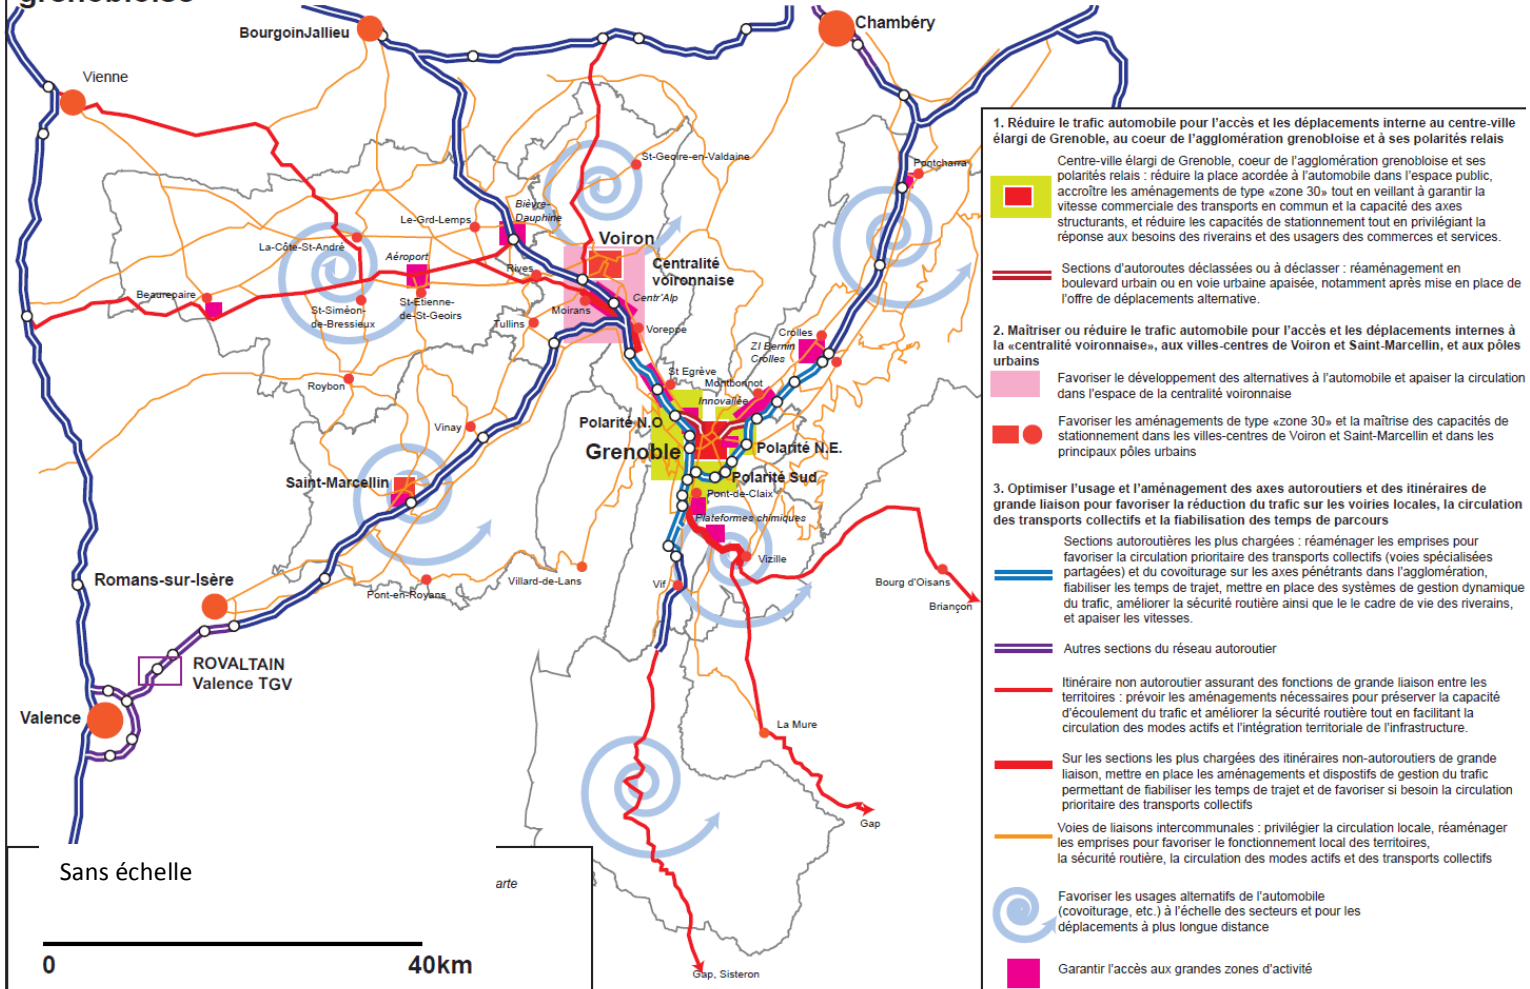 grenobloise
BourgoinJallieu
Chambéry
Vienne
St-Geoire-en-Valdaine
Pontcharra
Bièvre-
Dauphine
Le-Grd-Lemps
La-Côte-St-André
Voiron
Aéroport
Centralité
voironnaise
Rives
Centr'Alp
Beaurepaire
St-Siméon-
de-Bressieux
St-Etienne-
de-St-Geoirs
Moirans
Tullins
Voreppe
Crolles
ZI Bernin
Crolles
St Egrève
Montbonnot
Innovallée
Roybon
Vinay
Polarité N.O
Grenoble
Polarité N.E.
Polarité Sud
Saint-Marcellin
Pont-de-Claix
Plateformes chimiques
Vizille
Romans-sur-Isère
Villard-de-Lans
Pont-en-Royans
Vif
Bourg d'Oisans
Briançon
ROVALTAIN
Valence TGV
Valence
La Mure
Gap
Gap, Sisteron
Sans échelle
arte
0
40km
1. Réduire le trafic automobile pour l'accès et les déplacements interne au centre-ville
élargi de Grenoble, au coeur de l'agglomération grenobloise et à ses polarités relais
Centre-ville élargi de Grenoble, coeur de l'agglomération grenobloise et ses
polarités relais : réduire la place acordée à l'automobile dans l'espace public,
accroître les aménagements de type «zone 30» tout en veillant à garantir la
vitesse commerciale des transports en commun et la capacité des axes
structurants, et réduire les capacités de stationnement tout en privilégiant la
réponse aux besoins des riverains et des usagers des commerces et services.
Sections d'autoroutes déclassées ou à déclasser : réaménagement en
boulevard urbain ou en voie urbaine apaisée, notamment après mise en place de
l'offre de déplacements alternative.
2. Maîtriser ou réduire le trafic automobile pour l'accès et les déplacements internes à
la «centralité voironnaise», aux villes-centres de Voiron et Saint-Marcellin, et aux pôles
urbains
Favoriser le développement des alternatives à l'automobile et apaiser la circulation
dans l'espace de la centralité voironnaise
Favoriser les aménagements de type «zone 30» et la maîtrise des capacités de
stationnement dans les villes-centres de Voiron et Saint-Marcellin et dans les
principaux pôles urbains
3. Optimiser l'usage et l'aménagement des axes autoroutiers et des itinéraires de
grande liaison pour favoriser la réduction du trafic sur les voiries locales, la circulation
des transports collectifs et la fiabilisation des temps de parcours
Sections autoroutières les plus chargées : réaménager les emprises pour
favoriser la circulation prioritaire des transports collectifs (voies spécialisées
partagées) et du covoiturage sur les axes pénétrants dans l'agglomération,
fiabiliser les temps de trajet, mettre en place des systèmes de gestion dynamique
du trafic, améliorer la sécurité routière ainsi que le le cadre de vie des riverains,
et apaiser les vitesses.
Autres sections du réseau autoroutier
Itinéraire non autoroutier assurant des fonctions de grande liaison entre les
territoires : prévoir les aménagements nécessaires pour préserver la capacité
d'écoulement du trafic et améliorer la sécurité routière tout en facilitant la
circulation des modes actifs et l'intégration territoriale de l'infrastructure.
Sur les sections les plus chargées des itinéraires non-autoroutiers de grande
liaison, mettre en place les aménagements et dispostifs de gestion du trafic
permettant de fiabiliser les temps de trajet et de favoriser si besoin la circulation
prioritaire des transports collectifs
Voies de liaisons intercommunales : privilégier la circulation locale, réaménager
les emprises pour favoriser le fonctionnement local des territoires,
la sécurité routière, la circulation des modes actifs et des transports collectifs
Favoriser les usages alternatifs de l'automobile
(covoiturage, etc.) à l'échelle des secteurs et pour les
déplacements à plus longue distance
Garantir l'accès aux grandes zones d'activité